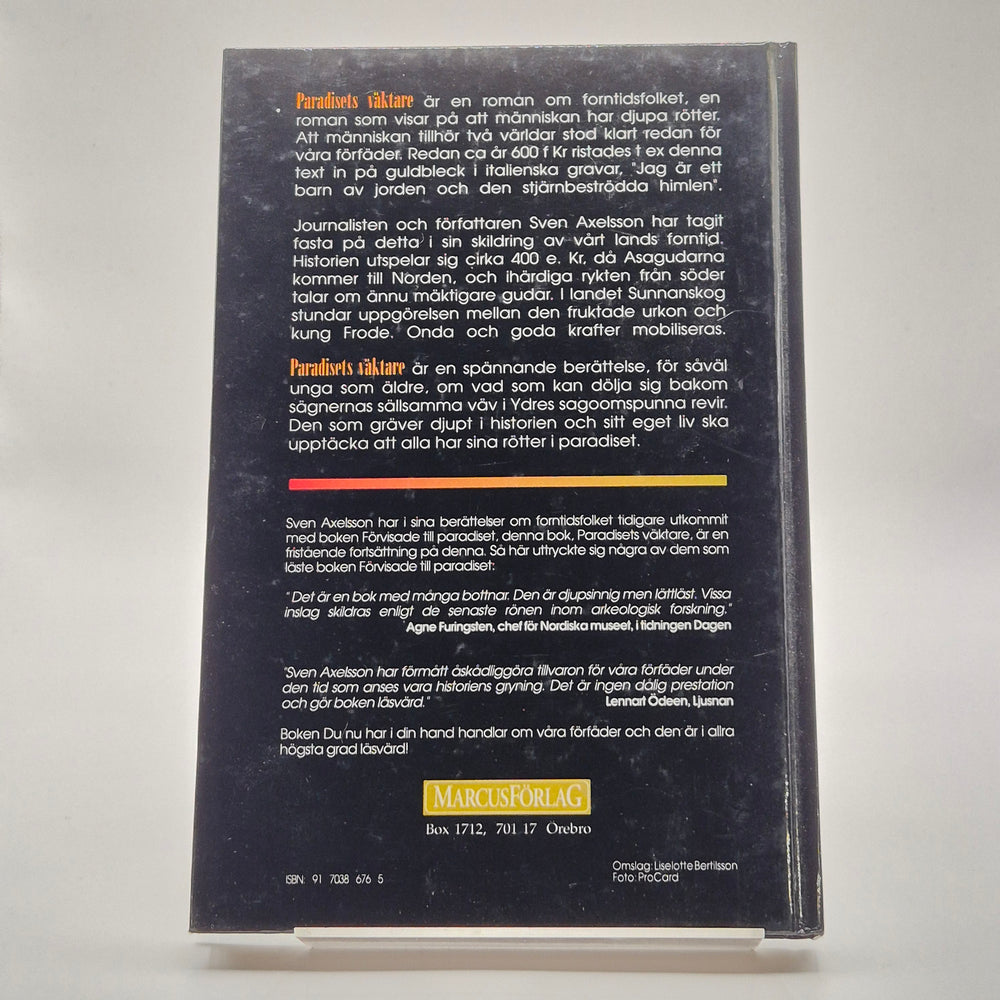 Paradisets väktare är en roman om forntidsfolket, en
roman som visar på att människan har djupa rötter.
Att människan tillhör två världar stod klart redan för
våra förfäder. Redan ca år 600 f Kr ristades t ex denna
text in på guldbleck i italienska gravar, "Jag är ett
barn av jorden och den stjärnbeströdda himlen".
Journalisten och författaren Sven Axelsson har tagit
fasta på detta i sin skildring av vårt lands forntid.
Historien utspelar sig cirka 400 e. Kr, då Asagudarna
kommer till Norden, och ihärdiga rykten från söder
talar om ännu mäktigare gudar. I landet Sunnanskog
stundar uppgörelsen mellan den fruktade urkon och
kung Frode. Onda och goda krafter mobiliseras.
Paradisets väktare är en spännande berättelse, för såväl
unga som äldre, om vad som kan dölja sig bakom
sägnernas sällsamma väv i Ydres sagoomspunna revir.
Den som gräver djupt i historien och sitt eget liv ska
upptäcka att alla har sina rötter i paradiset.
Sven Axelsson har i sina berättelser om forntidsfolket tidigare utkommit
med boken Förvisade till paradiset, denna bok, Paradisets väktare, är en
fristående fortsättning på denna. Så här uttryckte sig några av dem som
läste boken Förvisade till paradiset:
"Det är en bok med många bottnar. Den är djupsinnig men lättläst. Vissa
inslag skildras enligt de senaste rönen inom arkeologisk forskning."
Agne Furingsten, chef för Nordiska museet, i tidningen Dagen
"Sven Axelsson har förmått åskådliggöra tillvaron för våra förfäder under
den tid som anses vara historiens gryning. Det är ingen dålig prestation
och gör boken läsvärd."
Lennart Ödeen, Ljusnan
Boken Du nu har i din hand handlar om våra förfäder och den är i allra
högsta grad läsvärd!
MARCUSFÖRLAG
Box 1712, 701 17 Örebro
ISBN: 91 7038 676 5
Omslag: Liselotte Bertilsson
Foto: ProCard